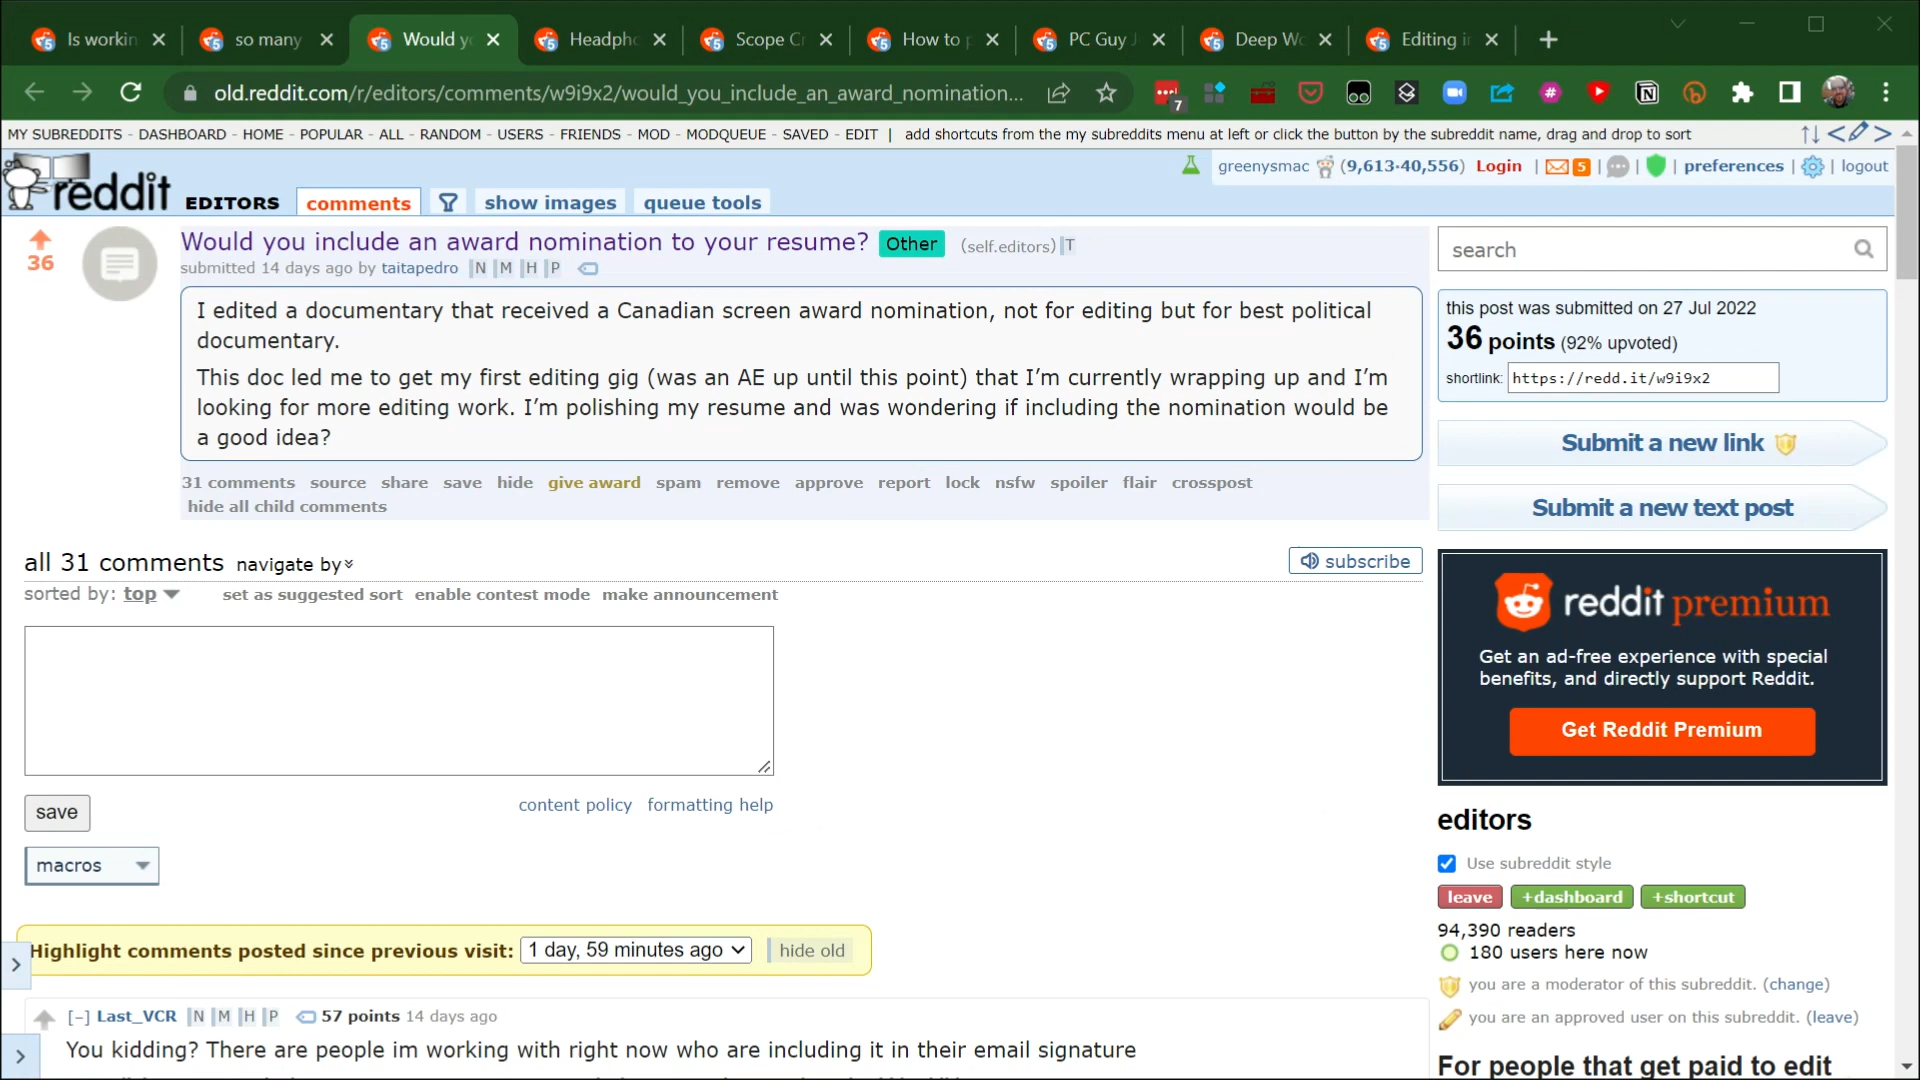 Is workin
so many
Would yo
Headpho
Scope Cr
How to p
PC Guy J
Deep Wo
Editing in
old.reddit.com/r/editors/comments/w9i9x2/would_you_include_an_award_nomination...
7
MY SUBREDDITS - DASHBOARD - HOME - POPULAR - ALL - RANDOM - USERS - FRIENDS - MOD - MODQUEUE - SAVED - EDIT | add shortcuts from the my subreddits menu at left or click the button by the subreddit name, drag and drop to sort
greenysmac (9,613·40,556) Login | 5 | | | preferences | | logout
reddit EDITORS comments show images queue tools
36
Would you include an award nomination to your resume? Other (self.editors) T
submitted 14 days ago by taitapedro N M H P
I edited a documentary that received a Canadian screen award nomination, not for editing but for best political
documentary.
This doc led me to get my first editing gig (was an AE up until this point) that I’m currently wrapping up and I’m
looking for more editing work. I’m polishing my resume and was wondering if including the nomination would be
a good idea?
31 comments source share save hide give award spam remove approve report lock nsfw spoiler flair crosspost
hide all child comments
all 31 comments navigate by
subscribe
sorted by: top set as suggested sort enable contest mode make announcement
save
content policy formatting help
macros
Highlight comments posted since previous visit: 1 day, 59 minutes ago hide old
[–] Last_VCR N M H P 57 points 14 days ago
You kidding? There are people im working with right now who are including it in their email signature
search
this post was submitted on 27 Jul 2022
36 points (92% upvoted)
shortlink: https://redd.it/w9i9x2
Submit a new link
Submit a new text post
reddit premium
Get an ad-free experience with special
benefits, and directly support Reddit.
Get Reddit Premium
editors
Use subreddit style
leave +dashboard +shortcut
94,390 readers
180 users here now
you are a moderator of this subreddit. (change)
you are an approved user on this subreddit. (leave)
For people that get paid to edit